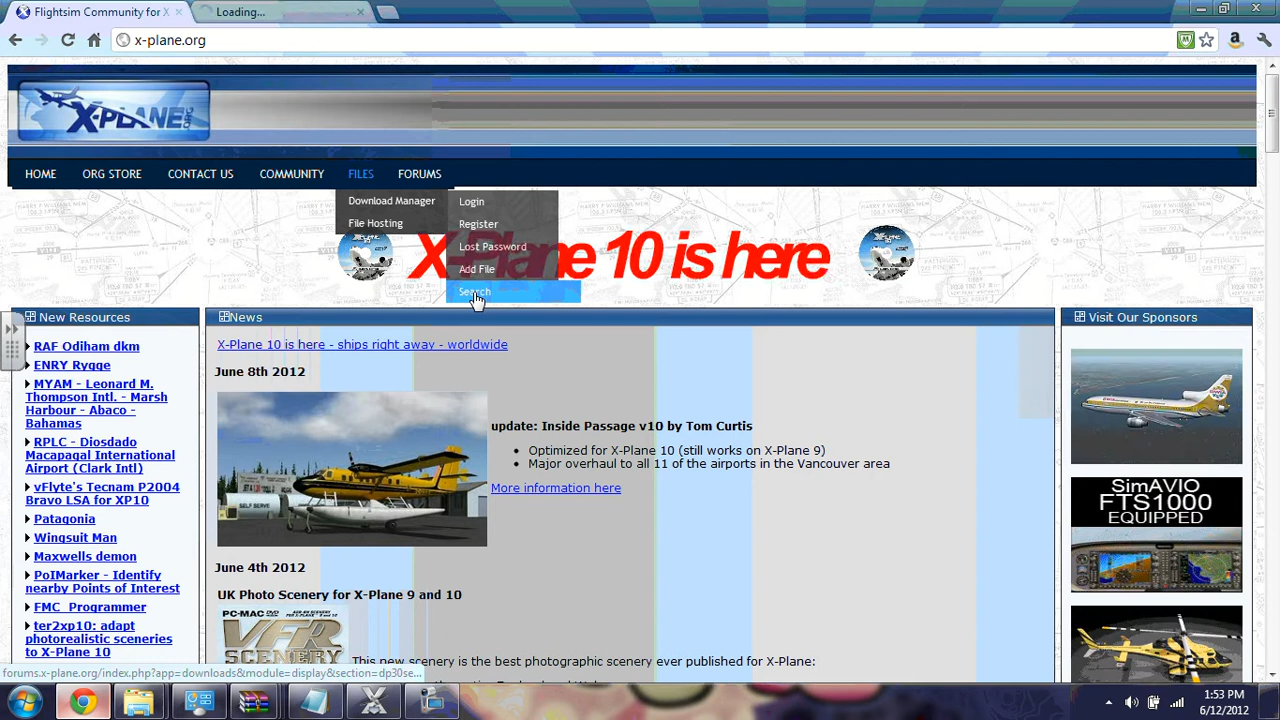 Flightsim Community for X
Loading...
x-plane.org
X-PLANE.ORG
HOME
ORG STORE
CONTACT US
COMMUNITY
FILES
FORUMS
Download Manager
File Hosting
Login
Register
Lost Password
Add File
Search
X-Plane 10 is here
New Resources
RAF Odiham dkm
ENRY Rygge
MYAM - Leonard M.
Thompson Intl. - Marsh
Harbour - Abaco -
Bahamas
RPLC - Diosdado
Macapagal International
Airport (Clark Intl)
vFlyte's Tecnam P2004
Bravo LSA for XP10
Patagonia
Wingsuit Man
Maxwells demon
PoIMarker - Identify
nearby Points of Interest
FMC Programmer
ter2xp10: adapt
photorealistic sceneries
to X-Plane 10
News
X-Plane 10 is here - ships right away - worldwide
June 8th 2012
SELF SERVE
update: Inside Passage v10 by Tom Curtis
Optimized for X-Plane 10 (still works on X-Plane 9)
Major overhaul to all 11 of the airports in the Vancouver area
More information here
June 4th 2012
UK Photo Scenery for X-Plane 9 and 10
PC-MAC DVD
VFR
SCENERY
This new scenery is the best photographic scenery ever published for X-Plane:
Visit Our Sponsors
SimAVIO
FTS1000
EQUIPPED
forums.x-plane.org/index.php?app=downloads&module=display&section=dp30se...
1:53 PM
6/12/2012